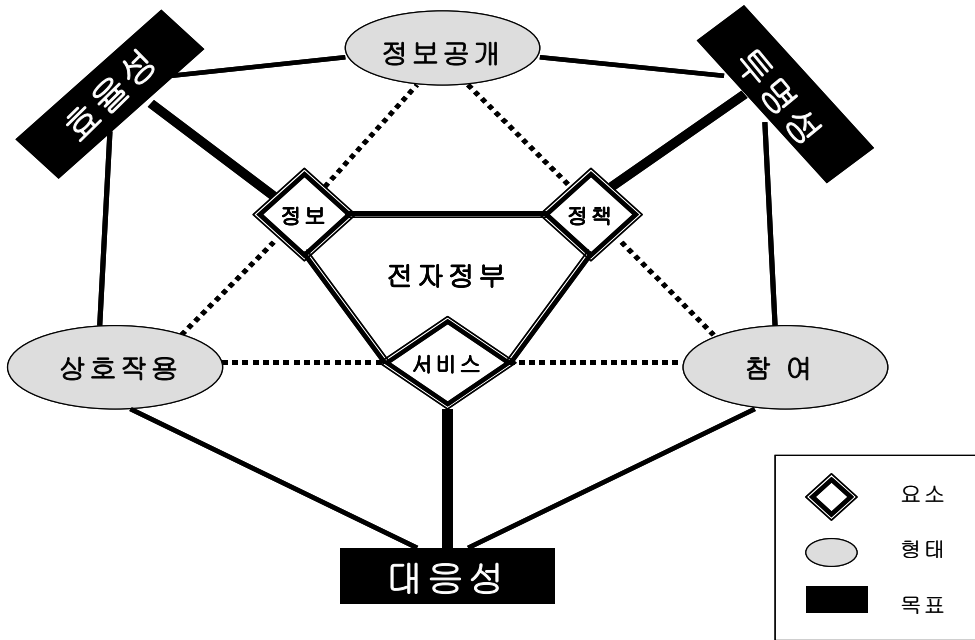 정보공개
효율성
투명성
정보
정책
전자정부
서비스
상호작용
참 여
대응성
요소
형태
목표